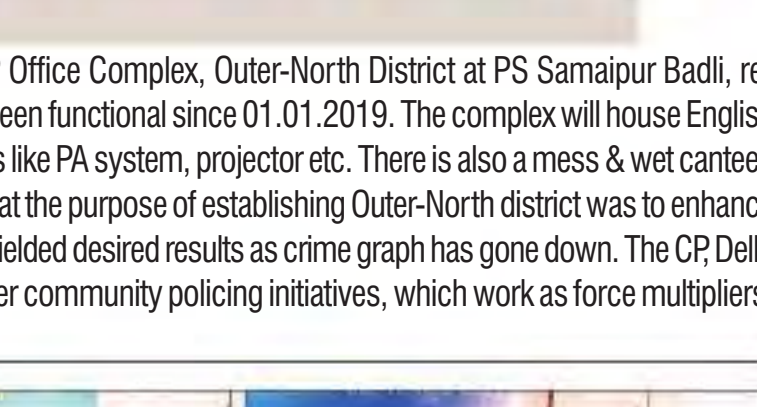 Office Complex, Outer-North District at PS Samaipur Badli, re
een functional since 01.01.2019. The complex will house Englis
s like PA system, projector etc. There is also a mess & wet cantee
at the purpose of establishing Outer-North district was to enhanc
ielded desired results as crime graph has gone down. The CP, Del
er community policing initiatives, which work as force multipliers